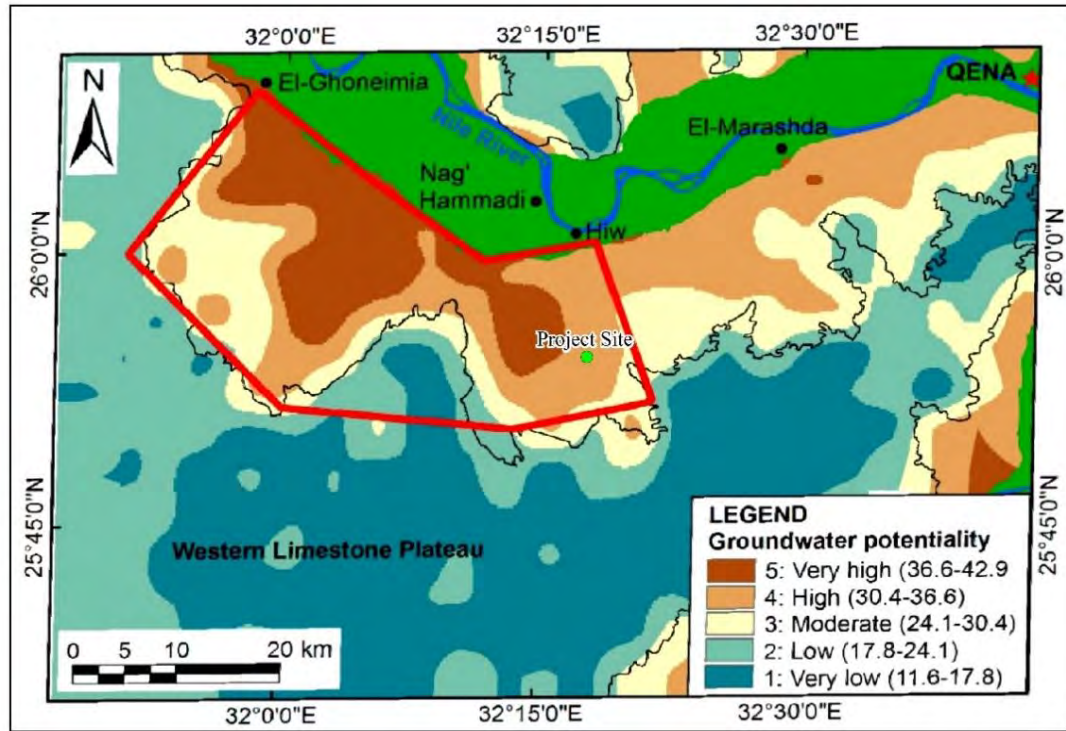 32°0'0"E 32°15'0"E 32°30'0"E
N
El-Ghoneimia
QENA
Nile River
El-Marashda
Nag'
Hammadi
Hiw
26°0'0"N
26°0'0"N
Project Site
25°45'0"N
25°45'0"N
Western Limestone Plateau
LEGEND
Groundwater potentiality
5: Very high (36.6-42.9
4: High (30.4-36.6)
3: Moderate (24.1-30.4)
2: Low (17.8-24.1)
1: Very low (11.6-17.8)
0 5 10 20 km
32°0'0"E 32°15'0"E 32°30'0"E